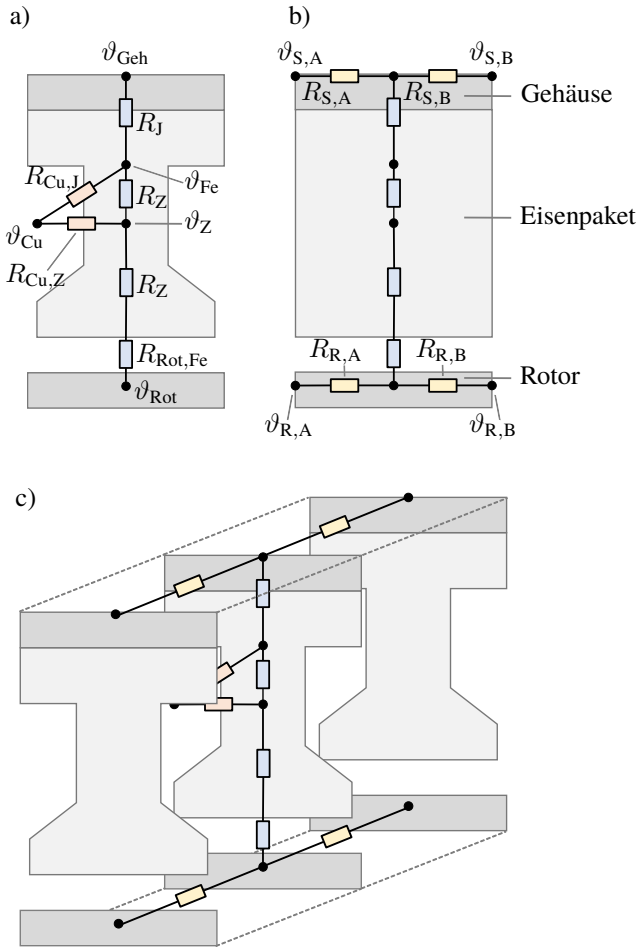 a)
ϑGeh
RJ
RCu,J
ϑFe
RZ
ϑCu
ϑZ
RCu,Z
RZ
RRot,Fe
ϑRot
b)
ϑS,A
ϑS,B
RS,A
RS,B
Gehäuse
Eisenpaket
RR,A
RR,B
Rotor
ϑR,A
ϑR,B
c)